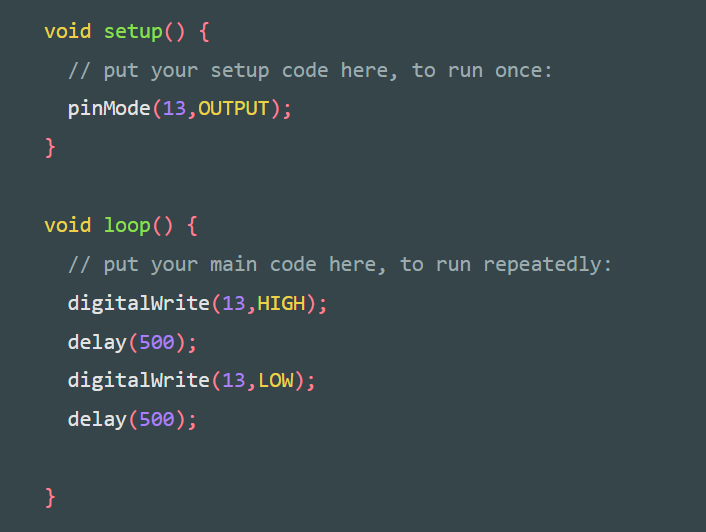 void setup() {
// put your setup code here, to run once:
pinMode(13,OUTPUT);
}
void loop() {
// put your main code here, to run repeatedly:
digitalWrite(13,HIGH);
delay(500);
digitalWrite(13,LOW);
delay(500);
}